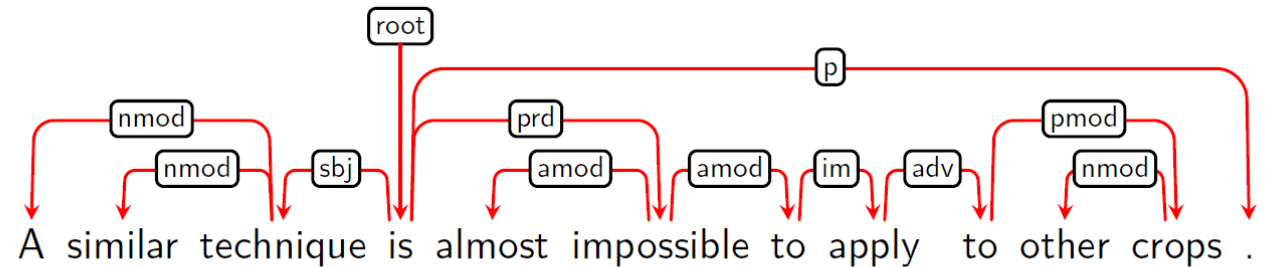 root
p
nmod prd pmod
nmod sbj amod amod im adv nmod
A similar technique is almost impossible to apply to other crops .